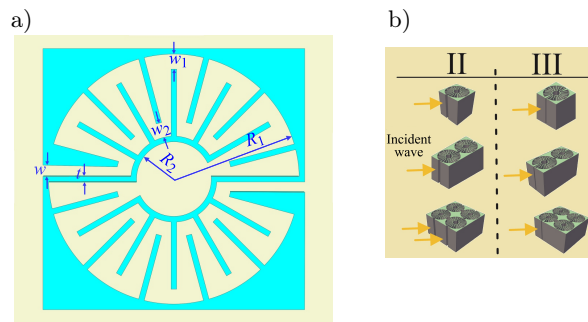 a)
w₁
w₂
R₁
R₂
w
t
b)
II III
Incident
wave